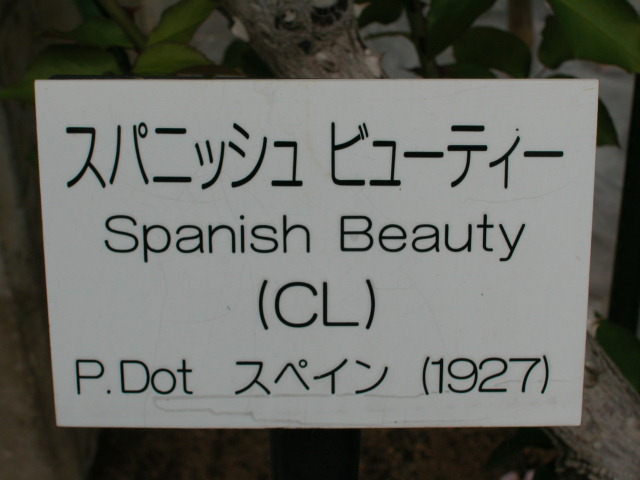 スパニッシュ ビューティー
Spanish Beauty
(CL)
P.Dot スペイン (1927)